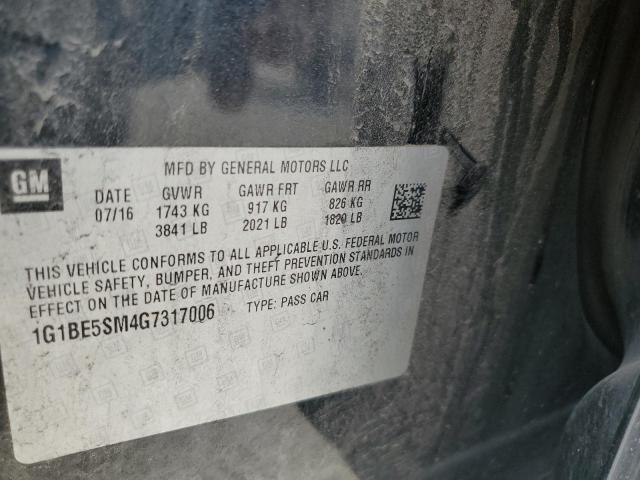 GM
MFD BY GENERAL MOTORS LLC
DATE GVWR GAWR FRT GAWR RR
07/16 1743 KG 917 KG 826 KG
3841 LB 2021 LB 1820 LB
THIS VEHICLE CONFORMS TO ALL APPLICABLE U.S. FEDERAL MOTOR
VEHICLE SAFETY, BUMPER, AND THEFT PREVENTION STANDARDS IN
EFFECT ON THE DATE OF MANUFACTURE SHOWN ABOVE.
1G1BE5SM4G7317006 TYPE: PASS CAR